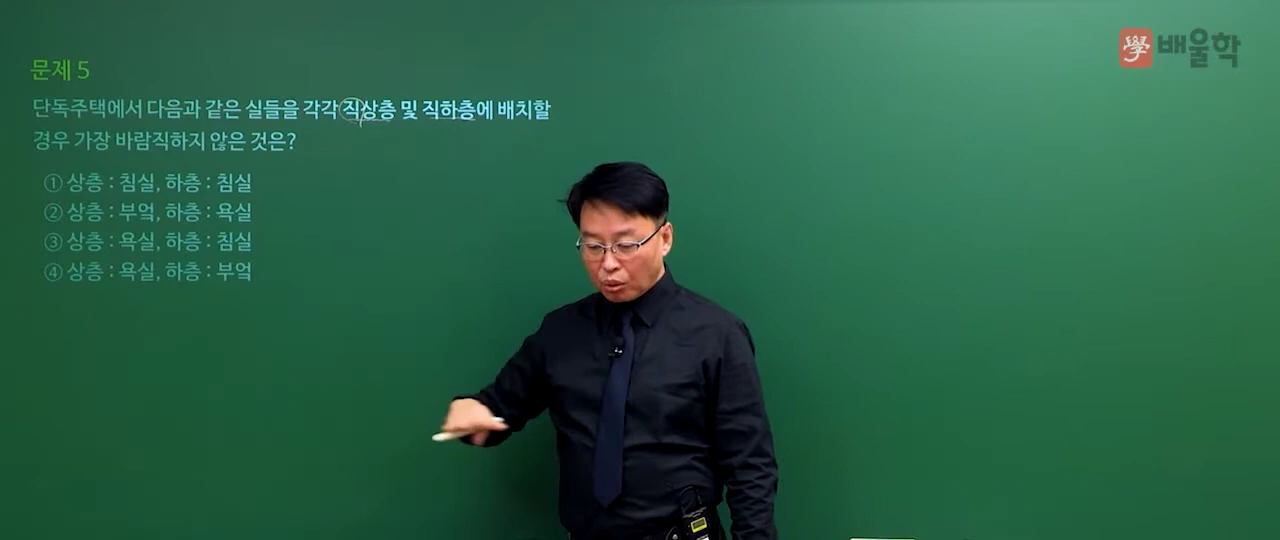 學 배울학
문제 5
단독주택에서 다음과 같은 실들을 각각 직상층 및 직하층에 배치할
경우 가장 바람직하지 않은 것은?
① 상층 : 침실, 하층 : 침실
② 상층 : 부엌, 하층 : 욕실
③ 상층 : 욕실, 하층 : 침실
④ 상층 : 욕실, 하층 : 부엌